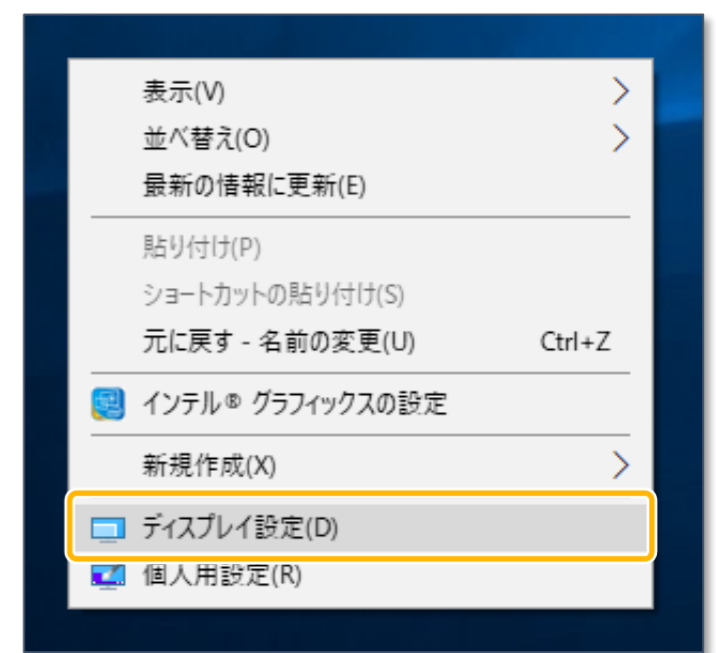 表示(V)
並べ替え(O)
最新の情報に更新(E)
貼り付け(P)
ショートカットの貼り付け(S)
元に戻す - 名前の変更(U) Ctrl+Z
インテル® グラフィックスの設定
新規作成(X)
ディスプレイ設定(D)
個人用設定(R)